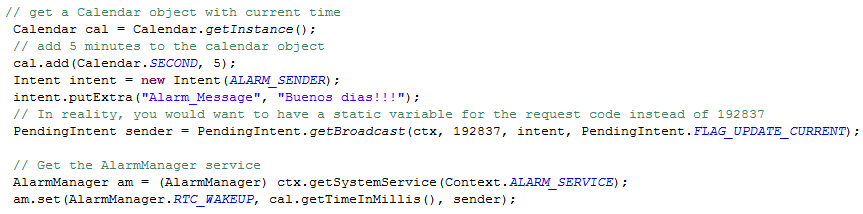 // get a Calendar object with current time
Calendar cal = Calendar.getInstance();
// add 5 minutes to the calendar object
cal.add(Calendar.SECOND, 5);
Intent intent = new Intent(ALARM_SENDER);
intent.putExtra("Alarm_Message", "Buenos dias!!!");
// In reality, you would want to have a static variable for the request code instead of 192837
PendingIntent sender = PendingIntent.getBroadcast(ctx, 192837, intent, PendingIntent.FLAG_UPDATE_CURRENT);
// Get the AlarmManager service
AlarmManager am = (AlarmManager) ctx.getSystemService(Context.ALARM_SERVICE);
am.set(AlarmManager.RTC_WAKEUP, cal.getTimeInMillis(), sender);